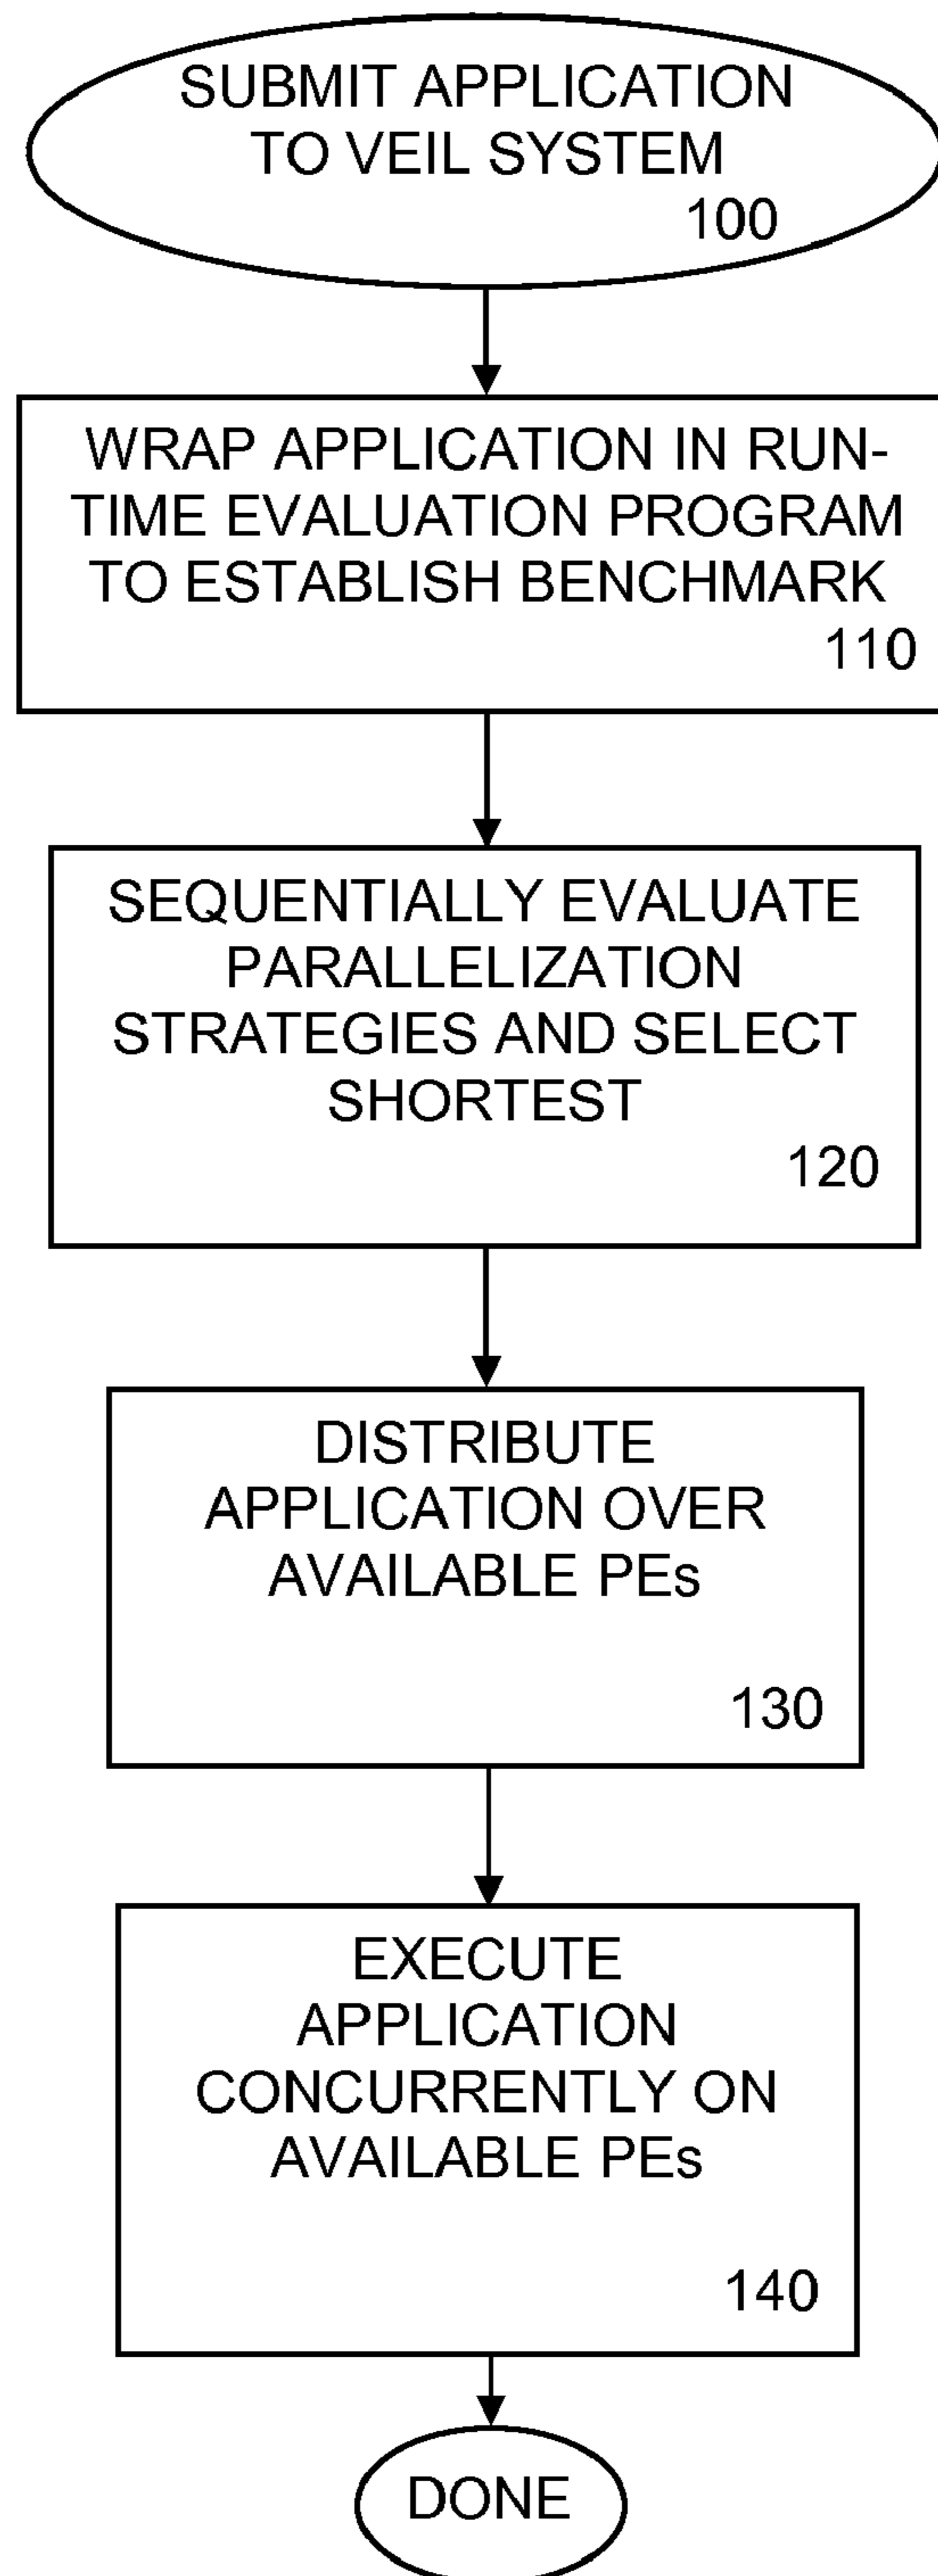 SUBMIT APPLICATION
TO VEIL SYSTEM
100
WRAP APPLICATION IN RUN-
TIME EVALUATION PROGRAM
TO ESTABLISH BENCHMARK
110
SEQUENTIALLY EVALUATE
PARALLELIZATION
STRATEGIES AND SELECT
SHORTEST
120
DISTRIBUTE
APPLICATION OVER
AVAILABLE PEs
130
EXECUTE
APPLICATION
CONCURRENTLY ON
AVAILABLE PEs
140
DONE